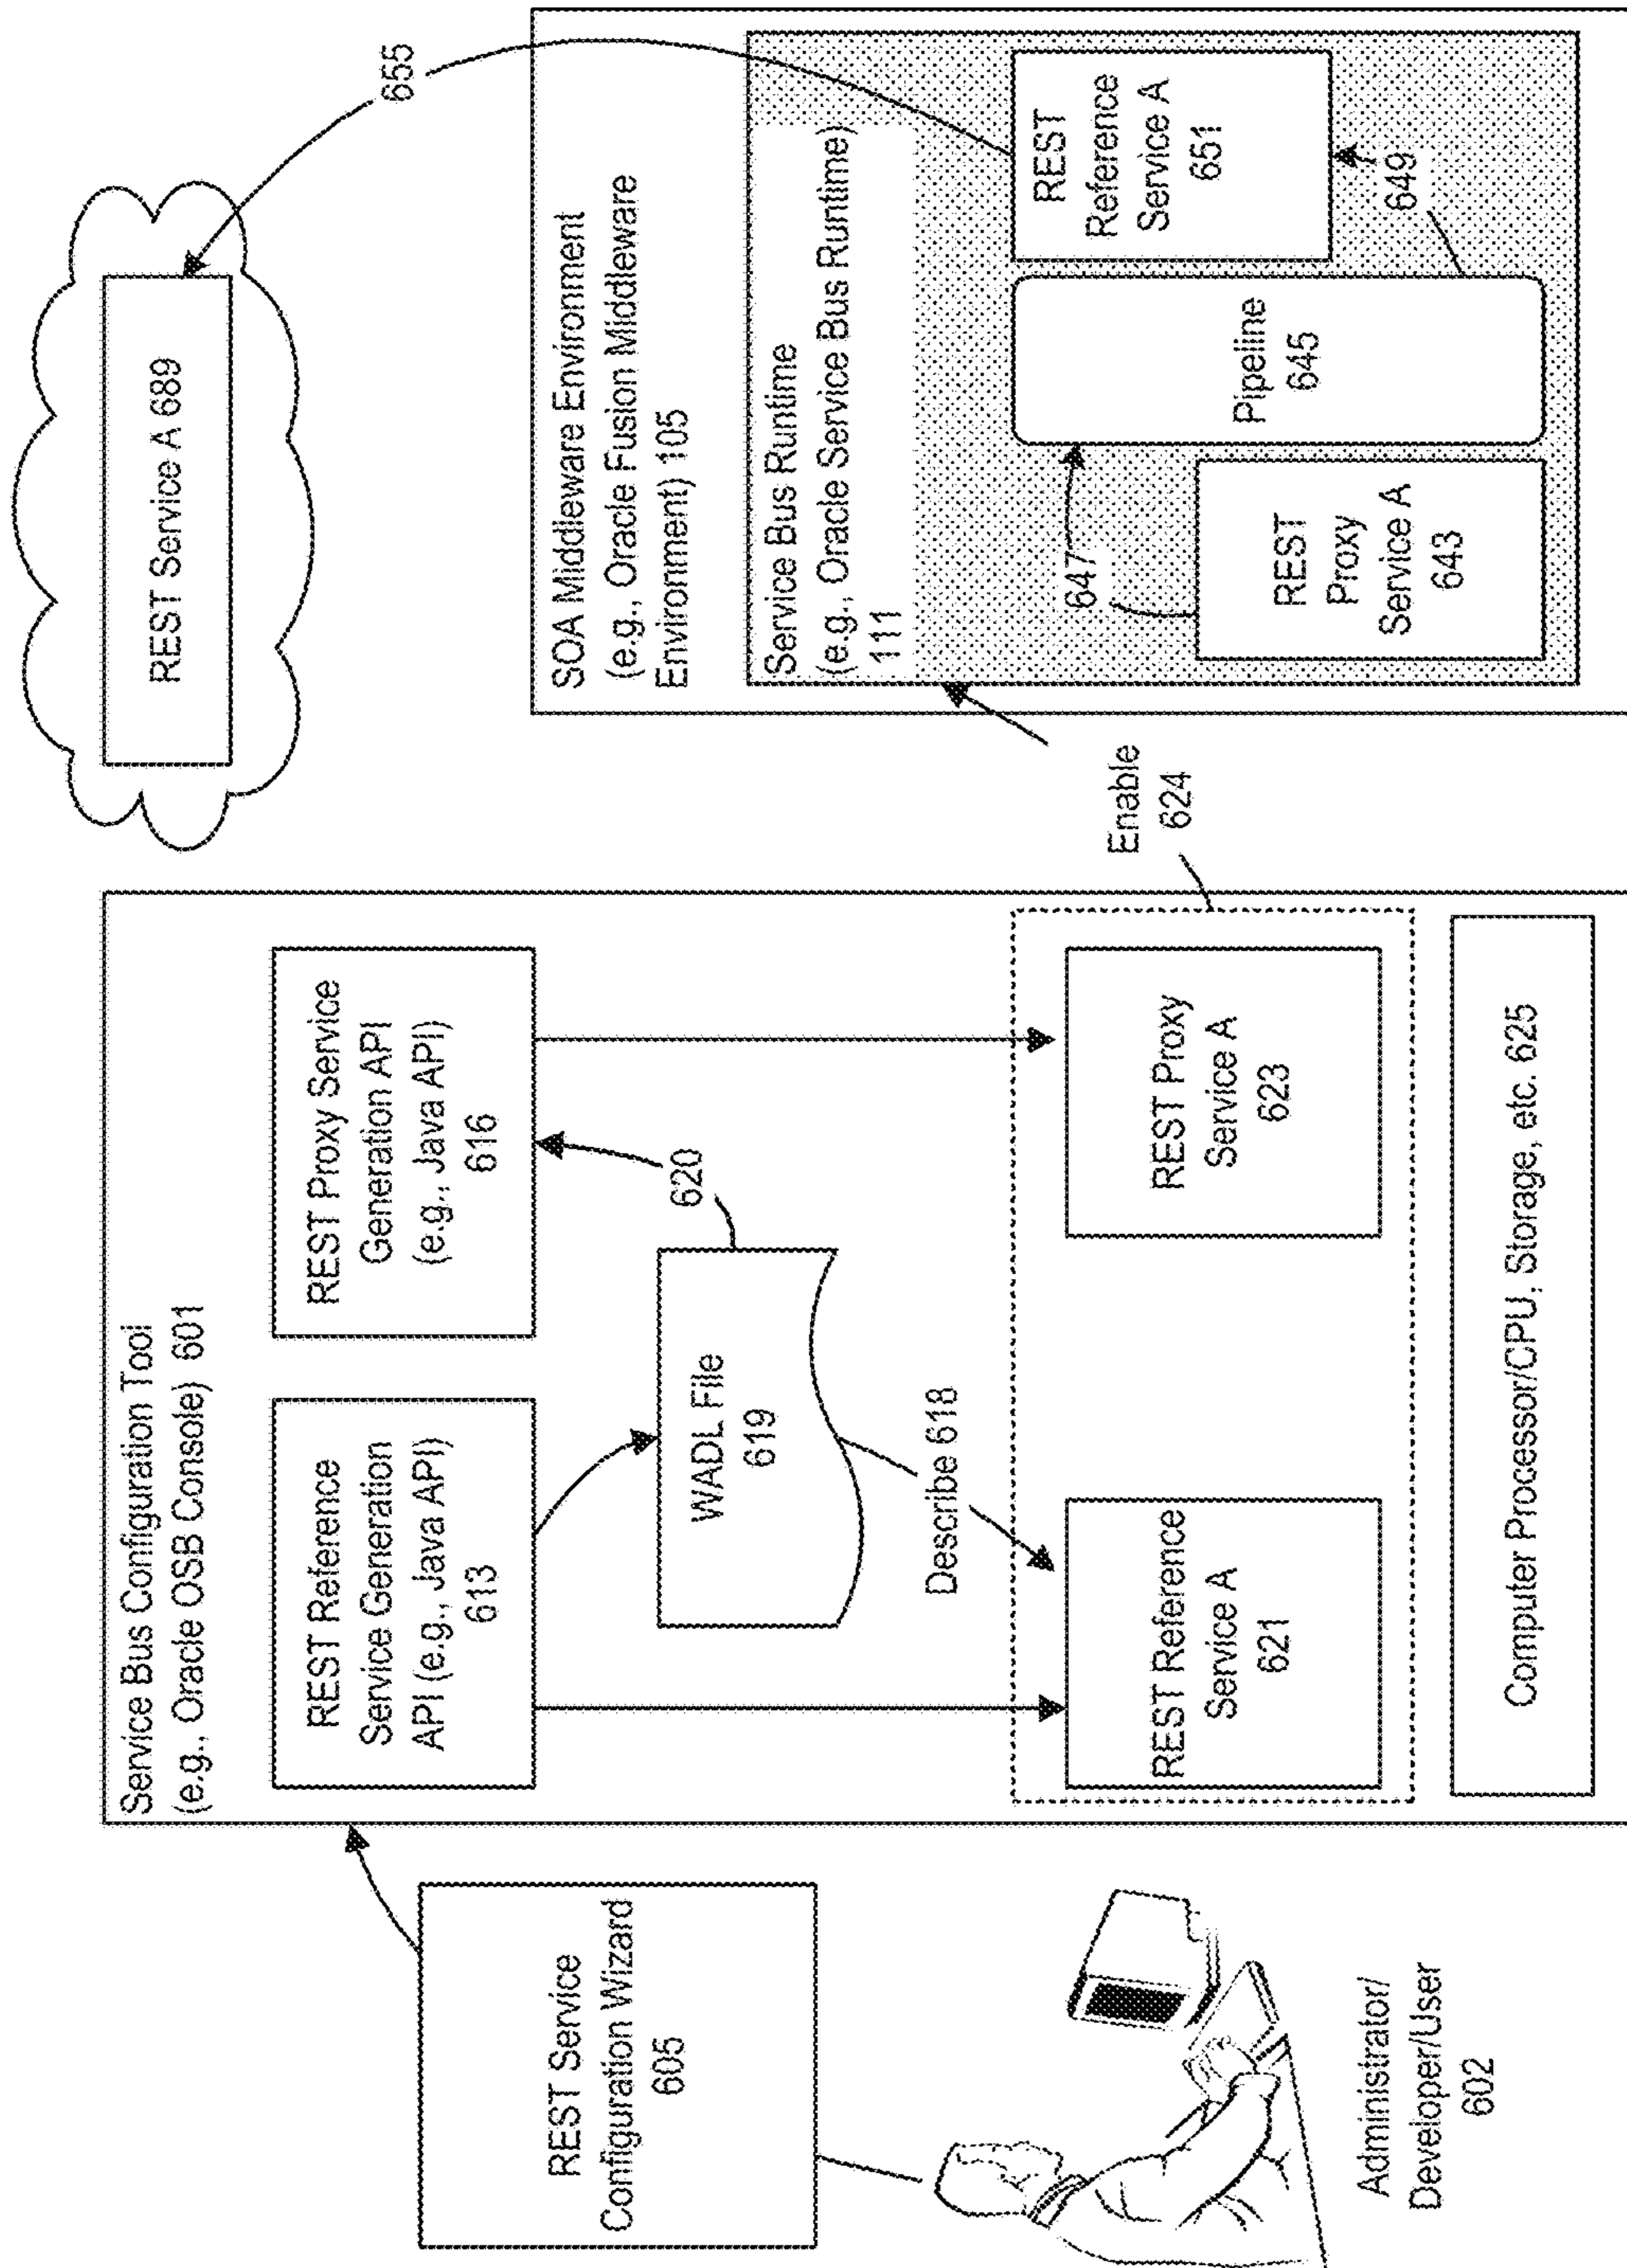 Service Bus Configuration Tool
(e.g., Oracle OSB Console) 601
REST Service
Configuration Wizard
605
Administrator/
Developer/User
602
REST Reference
Service Generation
API (e.g., Java API)
613
REST Proxy Service
Generation API
(e.g., Java API)
616
WADL File
619
620
Describe 618
REST Reference
Service A
621
REST Proxy
Service A
623
Computer Processor/CPU, Storage, etc. 625
Enable
624
REST Service A 689
655
SOA Middleware Environment
(e.g., Oracle Fusion Middleware
Environment) 105
Service Bus Runtime
(e.g., Oracle Service Bus Runtime)
111
647
REST
Proxy
Service A
643
Pipeline
645
649
REST
Reference
Service A
651